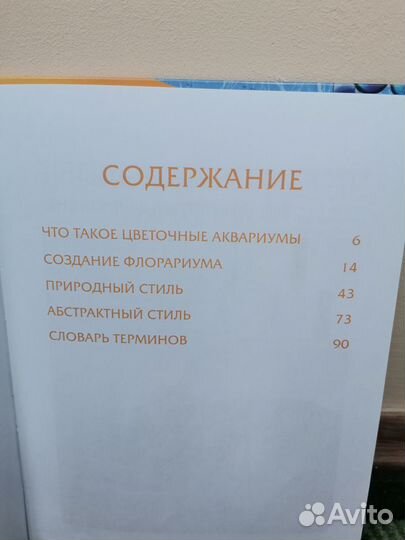 СОДЕРЖАНИЕ
ЧТО ТАКОЕ ЦВЕТОЧНЫЕ АКВАРИУМЫ 6
СОЗДАНИЕ ФЛОРАРИУМА 14
ПРИРОДНЫЙ СТИЛЬ 43
АБСТРАКТНЫЙ СТИЛЬ 73
СЛОВАРЬ ТЕРМИНОВ 90
Avito